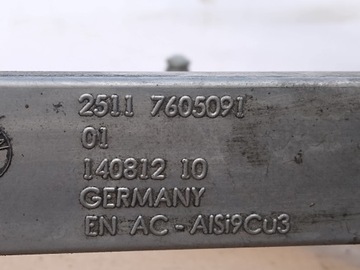 2511 7605091
01
140812 10
GERMANY
EN AC-AlSi9Cu3